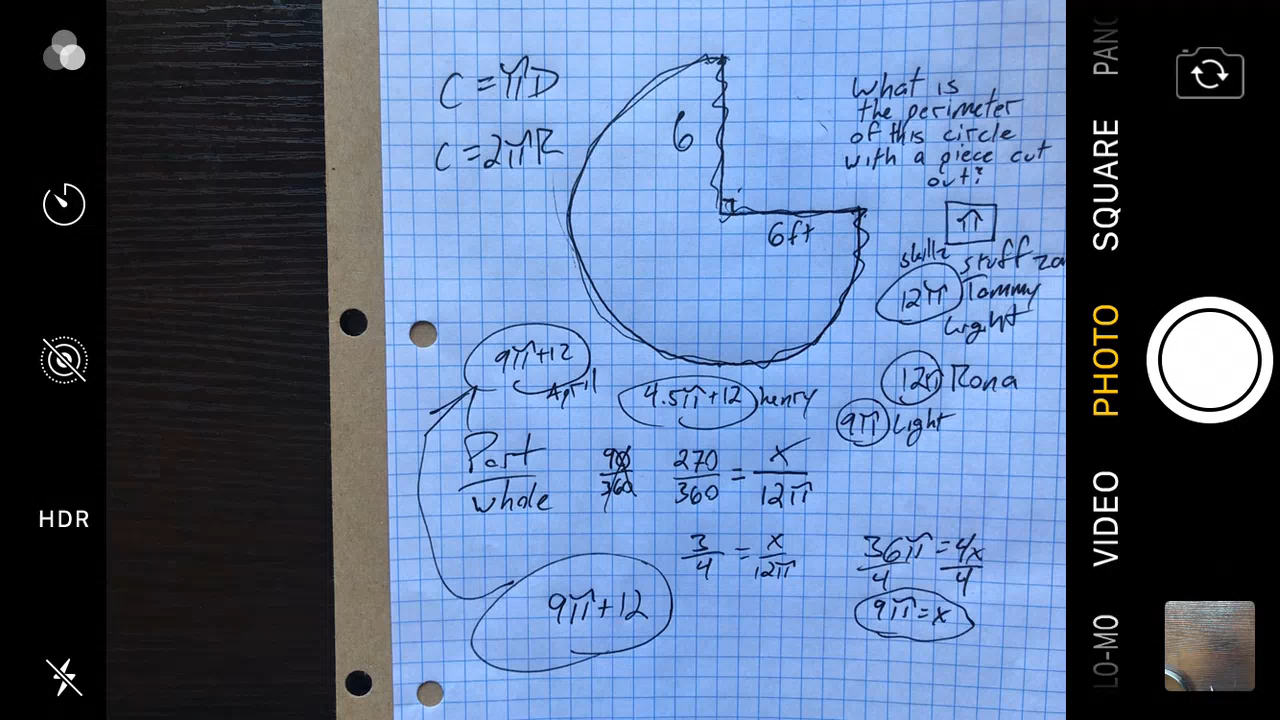 C = πD
C = 2πR
6
6ft
What is
the perimeter
of this circle
with a piece cut
out?
π
skillz
stuff
12π Tommy
Light
12π Rona
9π Light
9π+12
April
4.5π+12 henry
Part
whole
90
360
270 = x
360 12π
3 = x
4 12π
36π = 4x
4 4
9π = x
9π+12
HDR
LO-MO
VIDEO
PHOTO
SQUARE
PANO